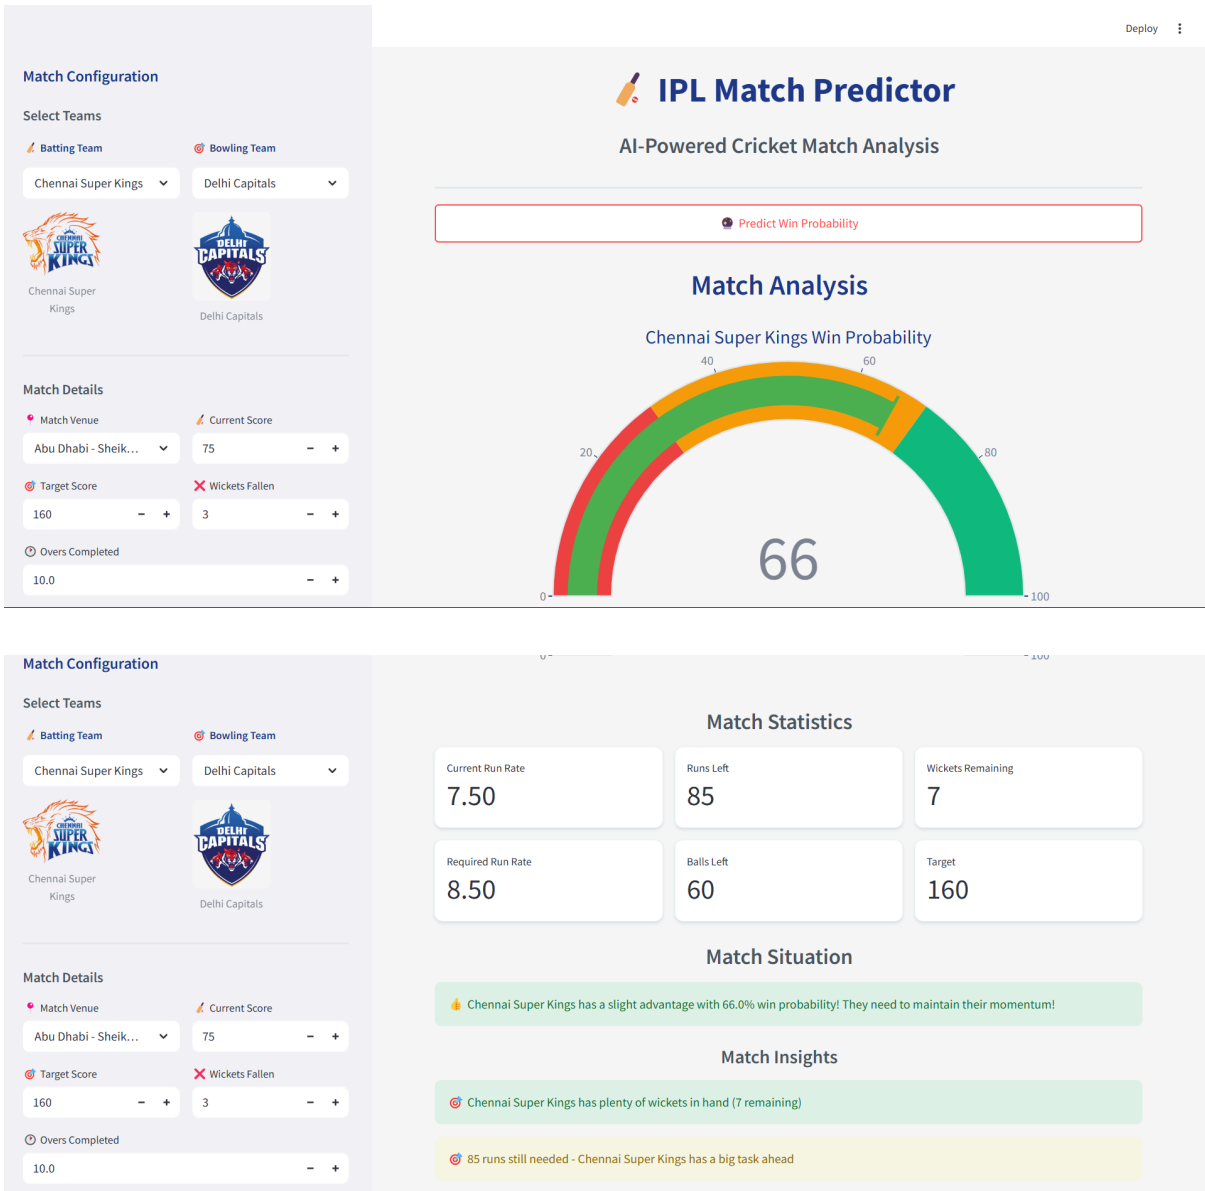 Deploy
Match Configuration
Select Teams
Batting Team
Bowling Team
Chennai Super Kings
Delhi Capitals
CHENNAI
SUPER
KINGS
DELHI
CAPITALS
Chennai Super
Kings
Delhi Capitals
Match Details
Match Venue
Current Score
Abu Dhabi - Sheik...
75
Target Score
Wickets Fallen
160
3
Overs Completed
10.0
IPL Match Predictor
AI-Powered Cricket Match Analysis
Predict Win Probability
Match Analysis
Chennai Super Kings Win Probability
0
20
40
60
80
100
66
Match Configuration
Select Teams
Batting Team
Bowling Team
Chennai Super Kings
Delhi Capitals
CHENNAI
SUPER
KINGS
DELHI
CAPITALS
Chennai Super
Kings
Delhi Capitals
Match Details
Match Venue
Current Score
Abu Dhabi - Sheik...
75
Target Score
Wickets Fallen
160
3
Overs Completed
10.0
0
100
Match Statistics
Current Run Rate
7.50
Runs Left
85
Wickets Remaining
7
Required Run Rate
8.50
Balls Left
60
Target
160
Match Situation
Chennai Super Kings has a slight advantage with 66.0% win probability! They need to maintain their momentum!
Match Insights
Chennai Super Kings has plenty of wickets in hand (7 remaining)
85 runs still needed - Chennai Super Kings has a big task ahead